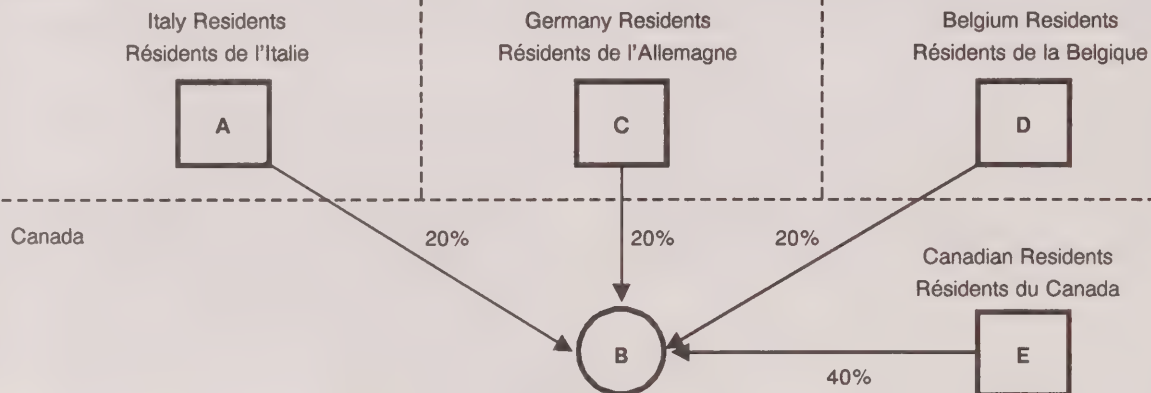 Italy Residents
Résidents de l'Italie
A
Germany Residents
Résidents de l'Allemagne
C
Belgium Residents
Résidents de la Belgique
D
Canada
20%
20%
20%
Canadian Residents
Résidents du Canada
B
E
40%